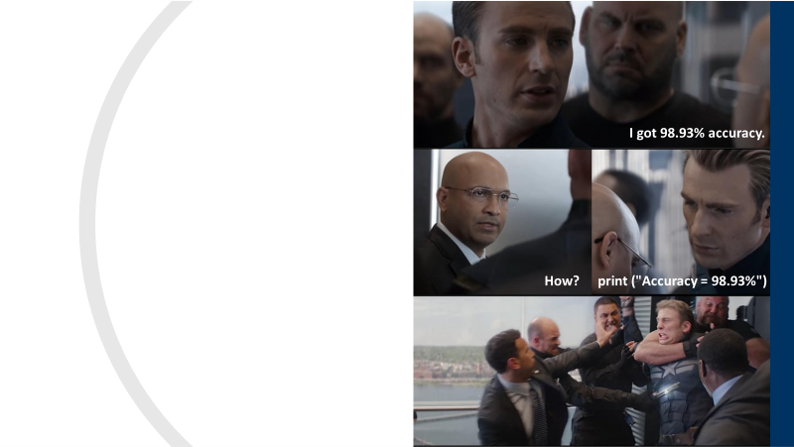 I got 98.93% accuracy.
How?
print ("Accuracy = 98.93%")